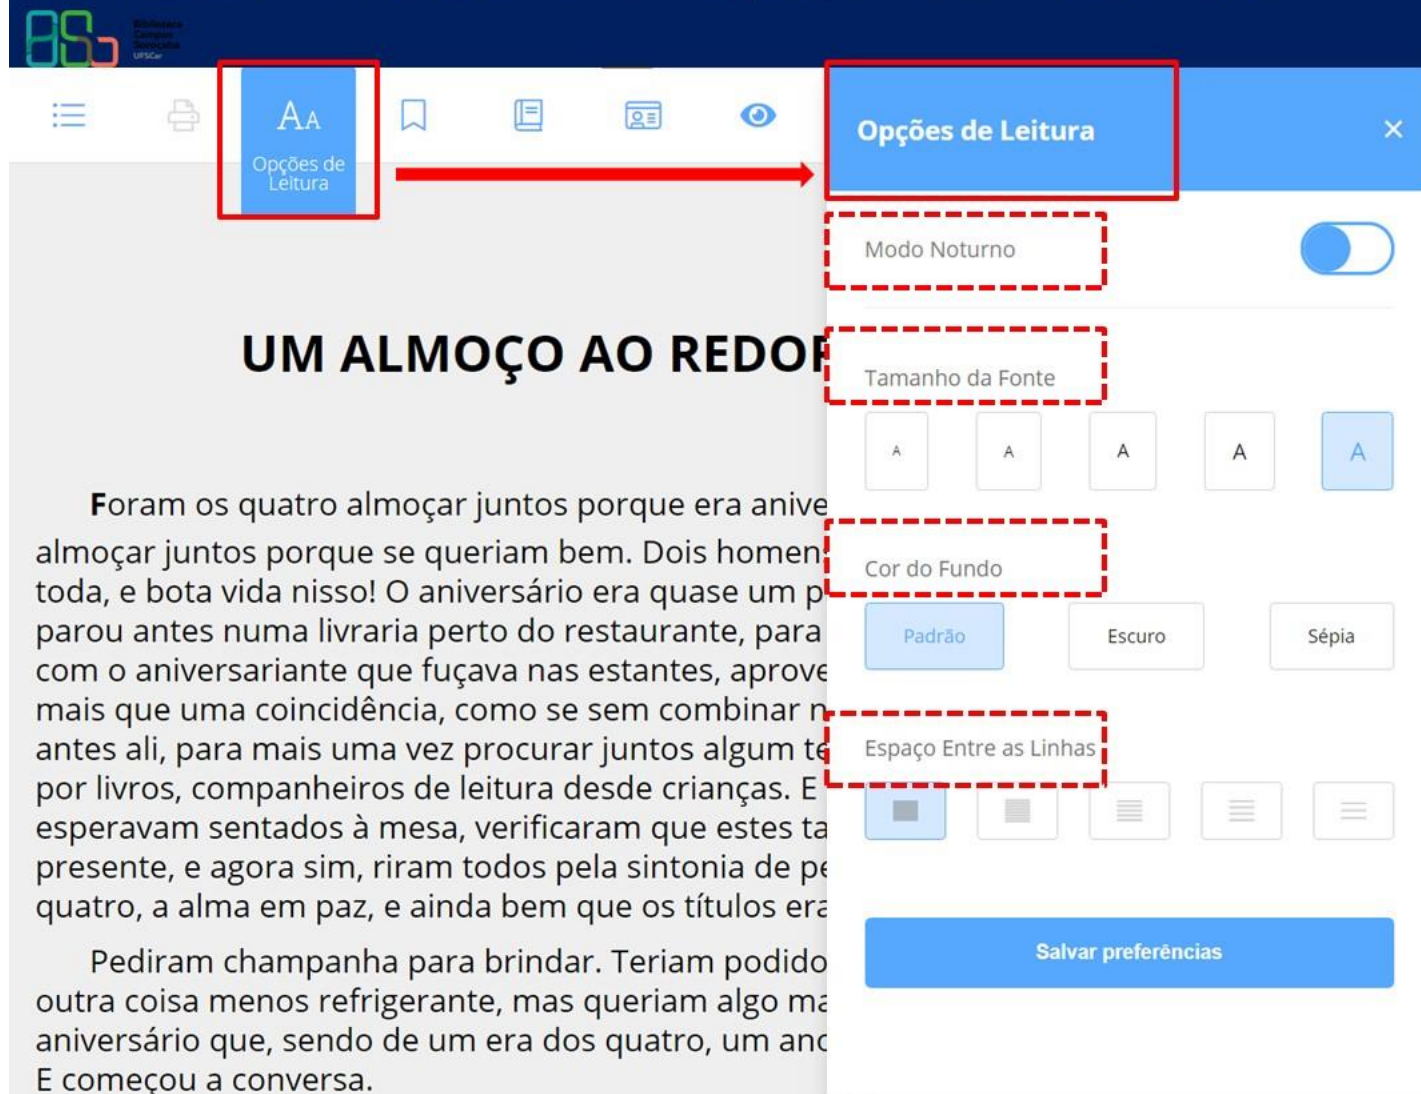 Biblioteca
Campus
Sorocaba
UFSCar
AA
Opções de
Leitura
Opções de Leitura
Modo Noturno
UM ALMOÇO AO REDOR
Tamanho da Fonte
A A A A A
Foram os quatro almoçar juntos porque era anive
almoçar juntos porque se queriam bem. Dois homens
toda, e bota vida nisso! O aniversário era quase um p
parou antes numa livraria perto do restaurante, para
com o aniversariante que fuçava nas estantes, aprove
mais que uma coincidência, como se sem combinar n
antes ali, para mais uma vez procurar juntos algum te
por livros, companheiros de leitura desde crianças. E
esperavam sentados à mesa, verificaram que estes ta
presente, e agora sim, riram todos pela sintonia de pe
quatro, a alma em paz, e ainda bem que os títulos era
Pediram champanha para brindar. Teriam podido
outra coisa menos refrigerante, mas queriam algo ma
aniversário que, sendo de um era dos quatro, um ano
E começou a conversa.
Cor do Fundo
Padrão Escuro Sépia
Espaço Entre as Linhas
Salvar preferências